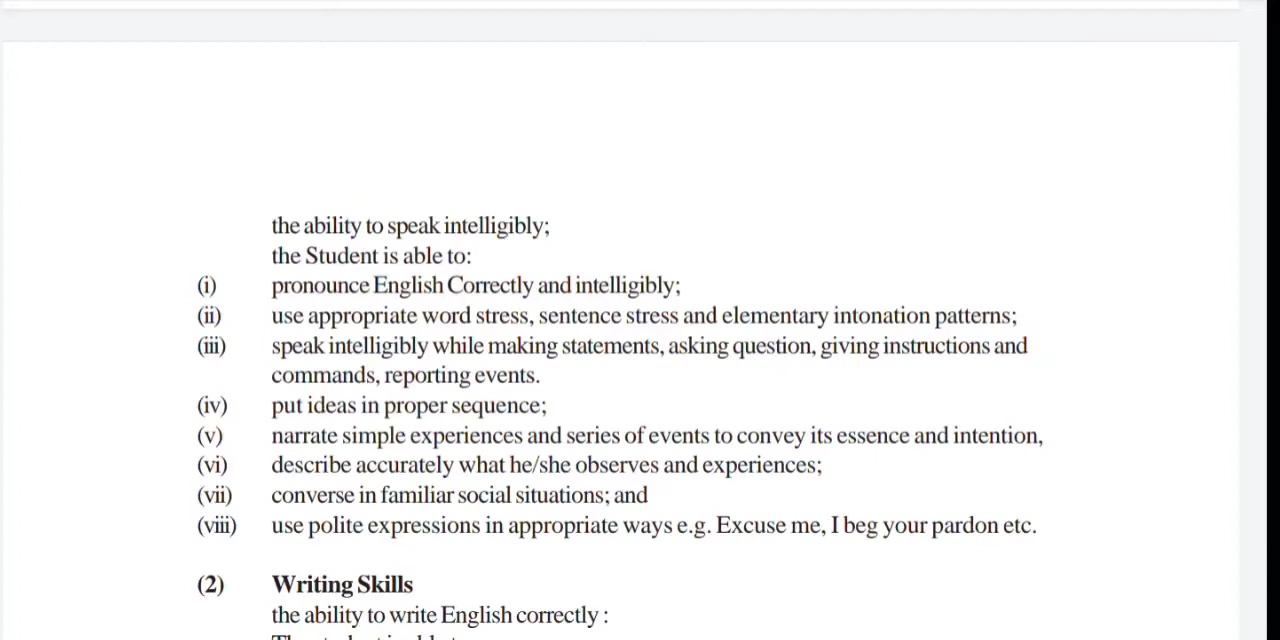 the ability to speak intelligibly;
the Student is able to:
(i) pronounce English Correctly and intelligibly;
(ii) use appropriate word stress, sentence stress and elementary intonation patterns;
(iii) speak intelligibly while making statements, asking question, giving instructions and
commands, reporting events.
(iv) put ideas in proper sequence;
(v) narrate simple experiences and series of events to convey its essence and intention,
(vi) describe accurately what he/she observes and experiences;
(vii) converse in familiar social situations; and
(viii) use polite expressions in appropriate ways e.g. Excuse me, I beg your pardon etc.
(2) Writing Skills
the ability to write English correctly :